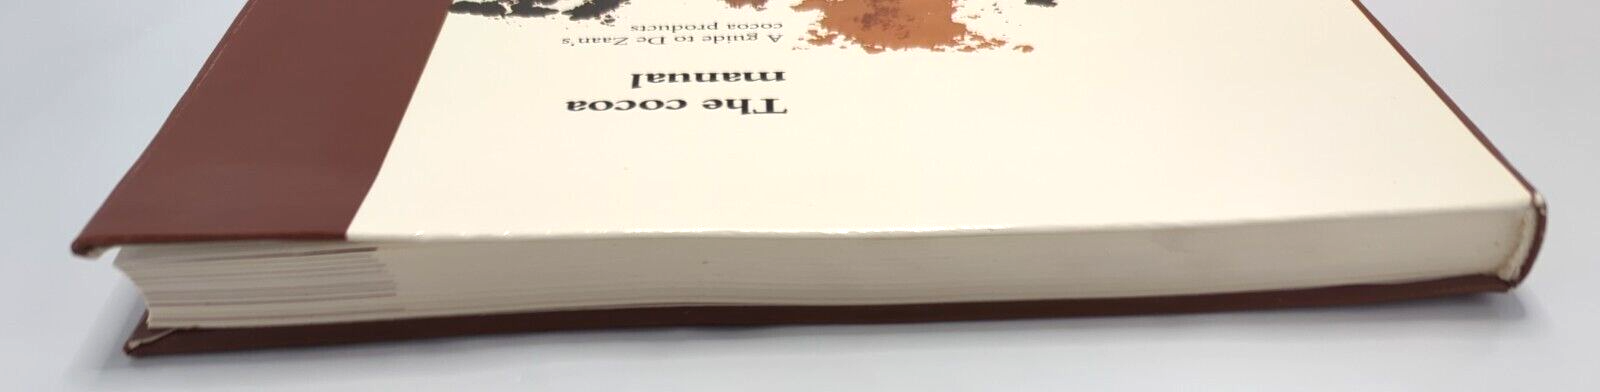 The cocoa
manual
A guide to De Zaan's
cocoa products